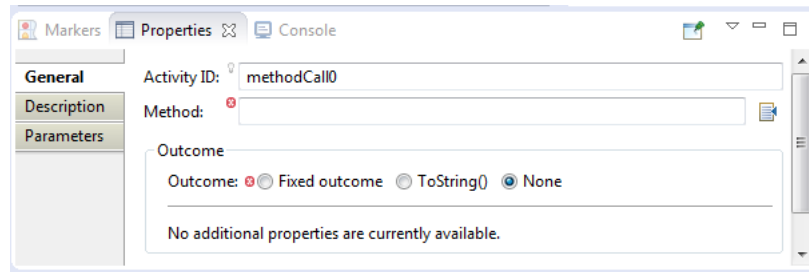 Markers Properties Console
General
Description
Parameters
Activity ID: methodCall0
Method:
Outcome
Outcome: Fixed outcome ToString() None
No additional properties are currently available.